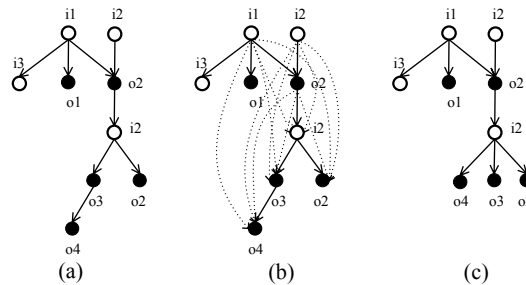 i1 i2 i1 i2 i1 i2
i3 i3 i3
o1 o2 o1 o2 o1 o2
i2 i2 i2
o3 o2 o3 o2
o4 o3
o4 o4
(a) (b) (c)